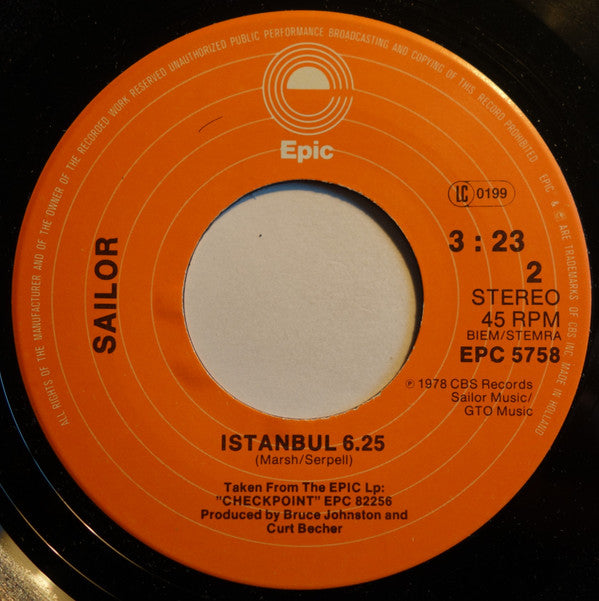 ALL RIGHTS OF THE MANUFACTURER AND OF THE OWNER OF THE RECORDED WORK RESERVED UNAUTHORIZED PUBLIC PERFORMANCE BROADCASTING AND COPYING OF THIS RECORD PROHIBITED. EPIC & ℗ ARE TRADEMARKS OF CBS INC. MADE IN HOLLAND
Epic
SAILOR
LC 0199
3 : 23
2
STEREO
45 RPM
BIEM/STEMRA
EPC 5758
℗ 1978 CBS Records
Sailor Music/
GTO Music
ISTANBUL 6.25
(Marsh/Serpell)
Taken From The EPIC Lp:
"CHECKPOINT" EPC 82256
Produced by Bruce Johnston and
Curt Becher